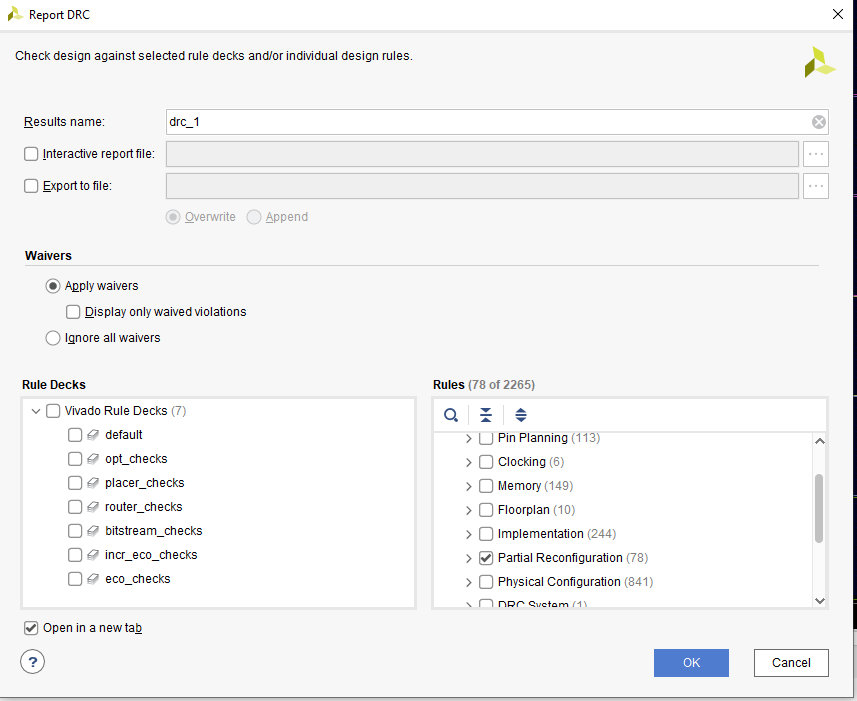 Report DRC
Check design against selected rule decks and/or individual design rules.
Results name: drc_1
Interactive report file: ...
Export to file: ...
Overwrite Append
Waivers
Apply waivers
Display only waived violations
Ignore all waivers
Rule Decks
Vivado Rule Decks (7)
default
opt_checks
placer_checks
router_checks
bitstream_checks
incr_eco_checks
eco_checks
Rules (78 of 2265)
Pin Planning (113)
Clocking (6)
Memory (149)
Floorplan (10)
Implementation (244)
Partial Reconfiguration (78)
Physical Configuration (841)
DRC System (1)
Open in a new tab
?
OK Cancel